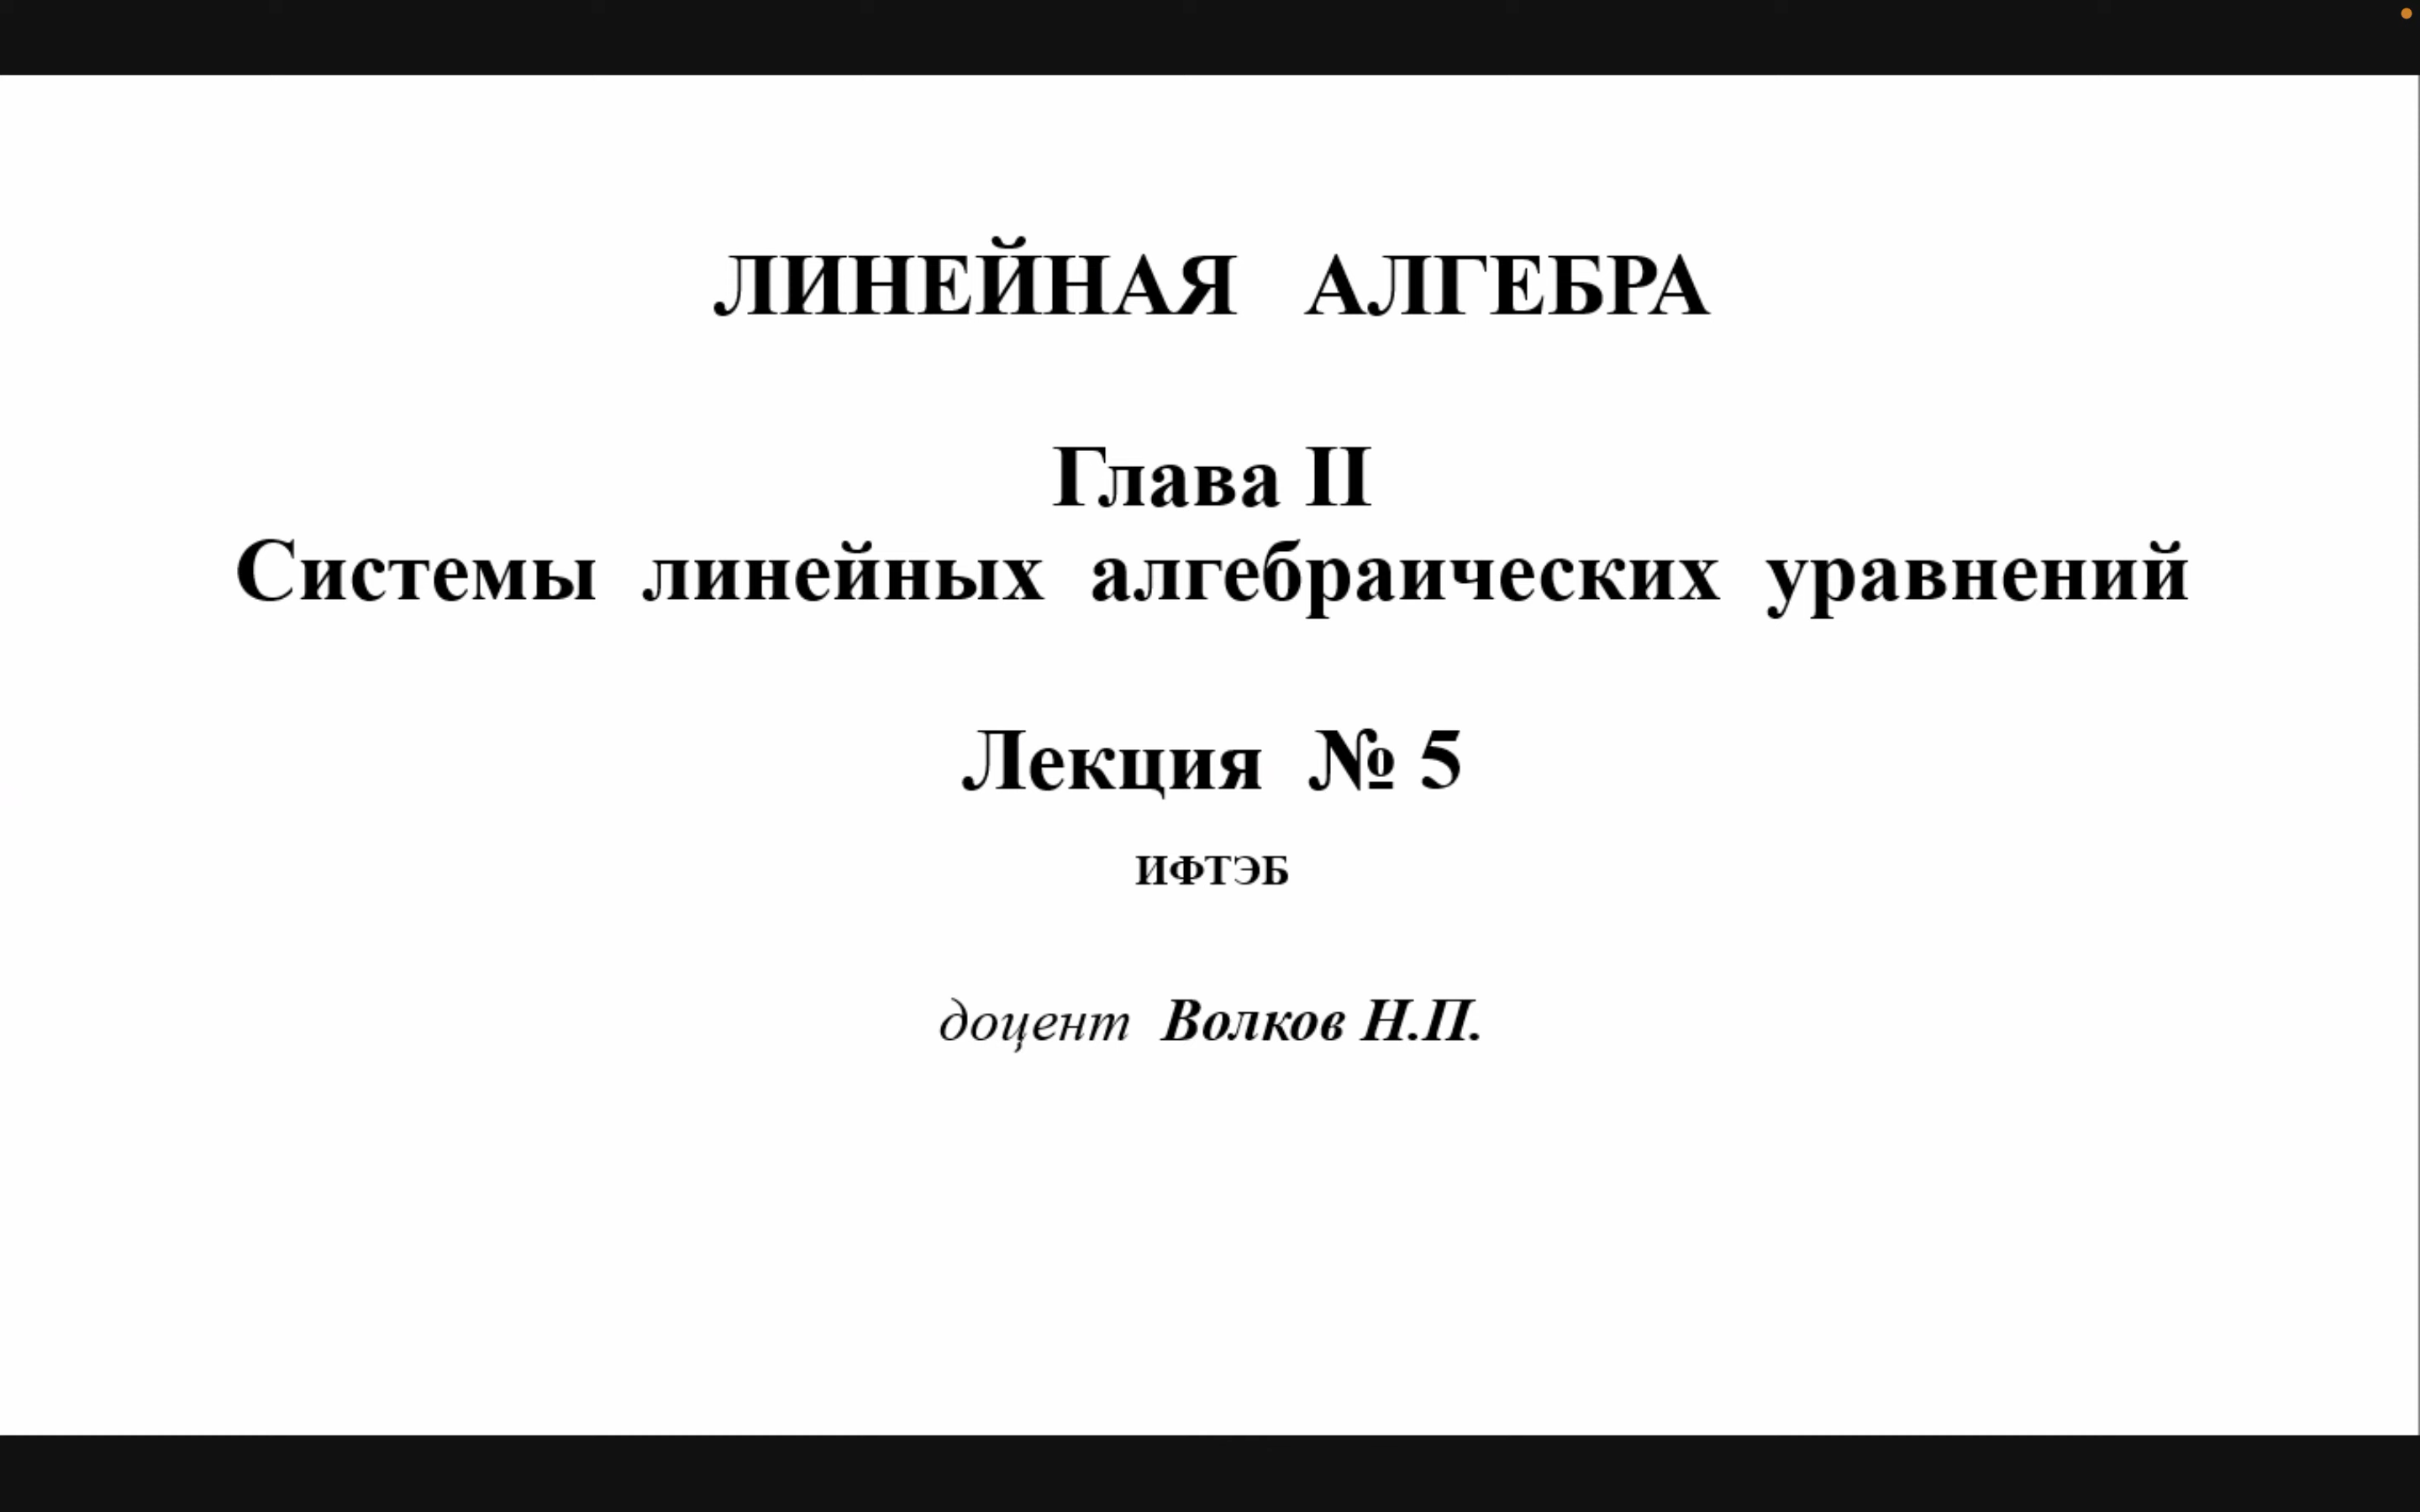 ЛИНЕЙНАЯ АЛГЕБРА
Глава II
Системы линейных алгебраических уравнений
Лекция № 5
ИФТЭБ
доцент Волков Н.П.